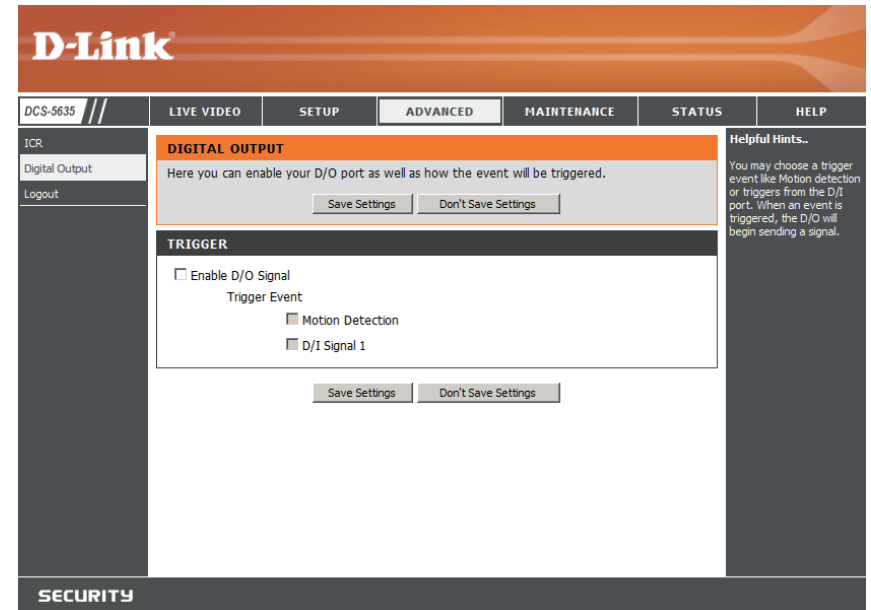 D-Link®
DCS-5635 // LIVE VIDEO SETUP ADVANCED MAINTENANCE STATUS HELP
ICR
Digital Output
Logout
DIGITAL OUTPUT
Here you can enable your D/O port as well as how the event will be triggered.
Save Settings Don't Save Settings
TRIGGER
Enable D/O Signal
Trigger Event
Motion Detection
D/I Signal 1
Save Settings Don't Save Settings
Helpful Hints..
You may choose a trigger
event like Motion detection
or triggers from the D/I
port. When an event is
triggered, the D/O will
begin sending a signal.
SECURITY